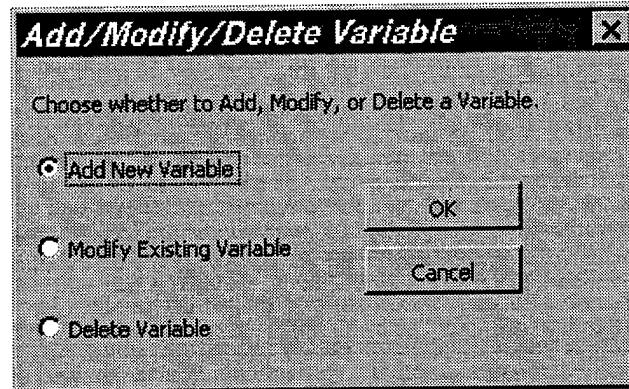 Add/Modify/Delete Variable
Choose whether to Add, Modify, or Delete a Variable.
Add New Variable
OK
Modify Existing Variable
Cancel
Delete Variable